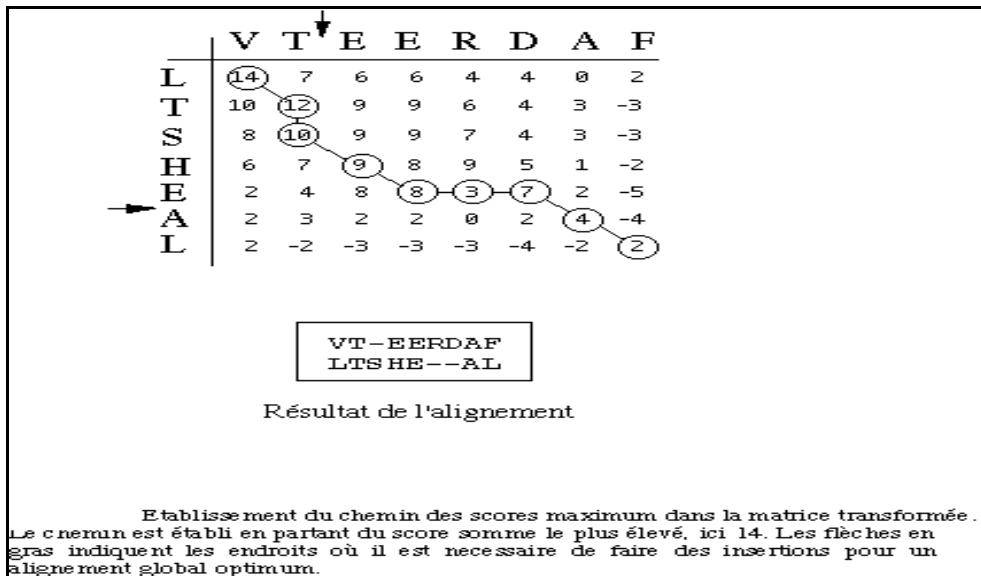 V T E E R D A F
L 14 7 6 6 4 4 0 2
T 10 12 9 9 6 4 3 -3
S 8 10 9 9 7 4 3 -3
H 6 7 9 8 9 5 1 -2
E 2 4 8 8 3 7 2 -5
A 2 3 2 2 0 2 4 -4
L 2 -2 -3 -3 -3 -4 -2 2
VT-EERDAF
LTSHE--AL
Résultat de l'alignement
Etablissement du chemin des scores maximum dans la matrice transformée.
Le chemin est établi en partant du score somme le plus élevé, ici 14. Les flèches en
gras indiquent les endroits où il est necessaire de faire des insertions pour un
alignement global optimum.